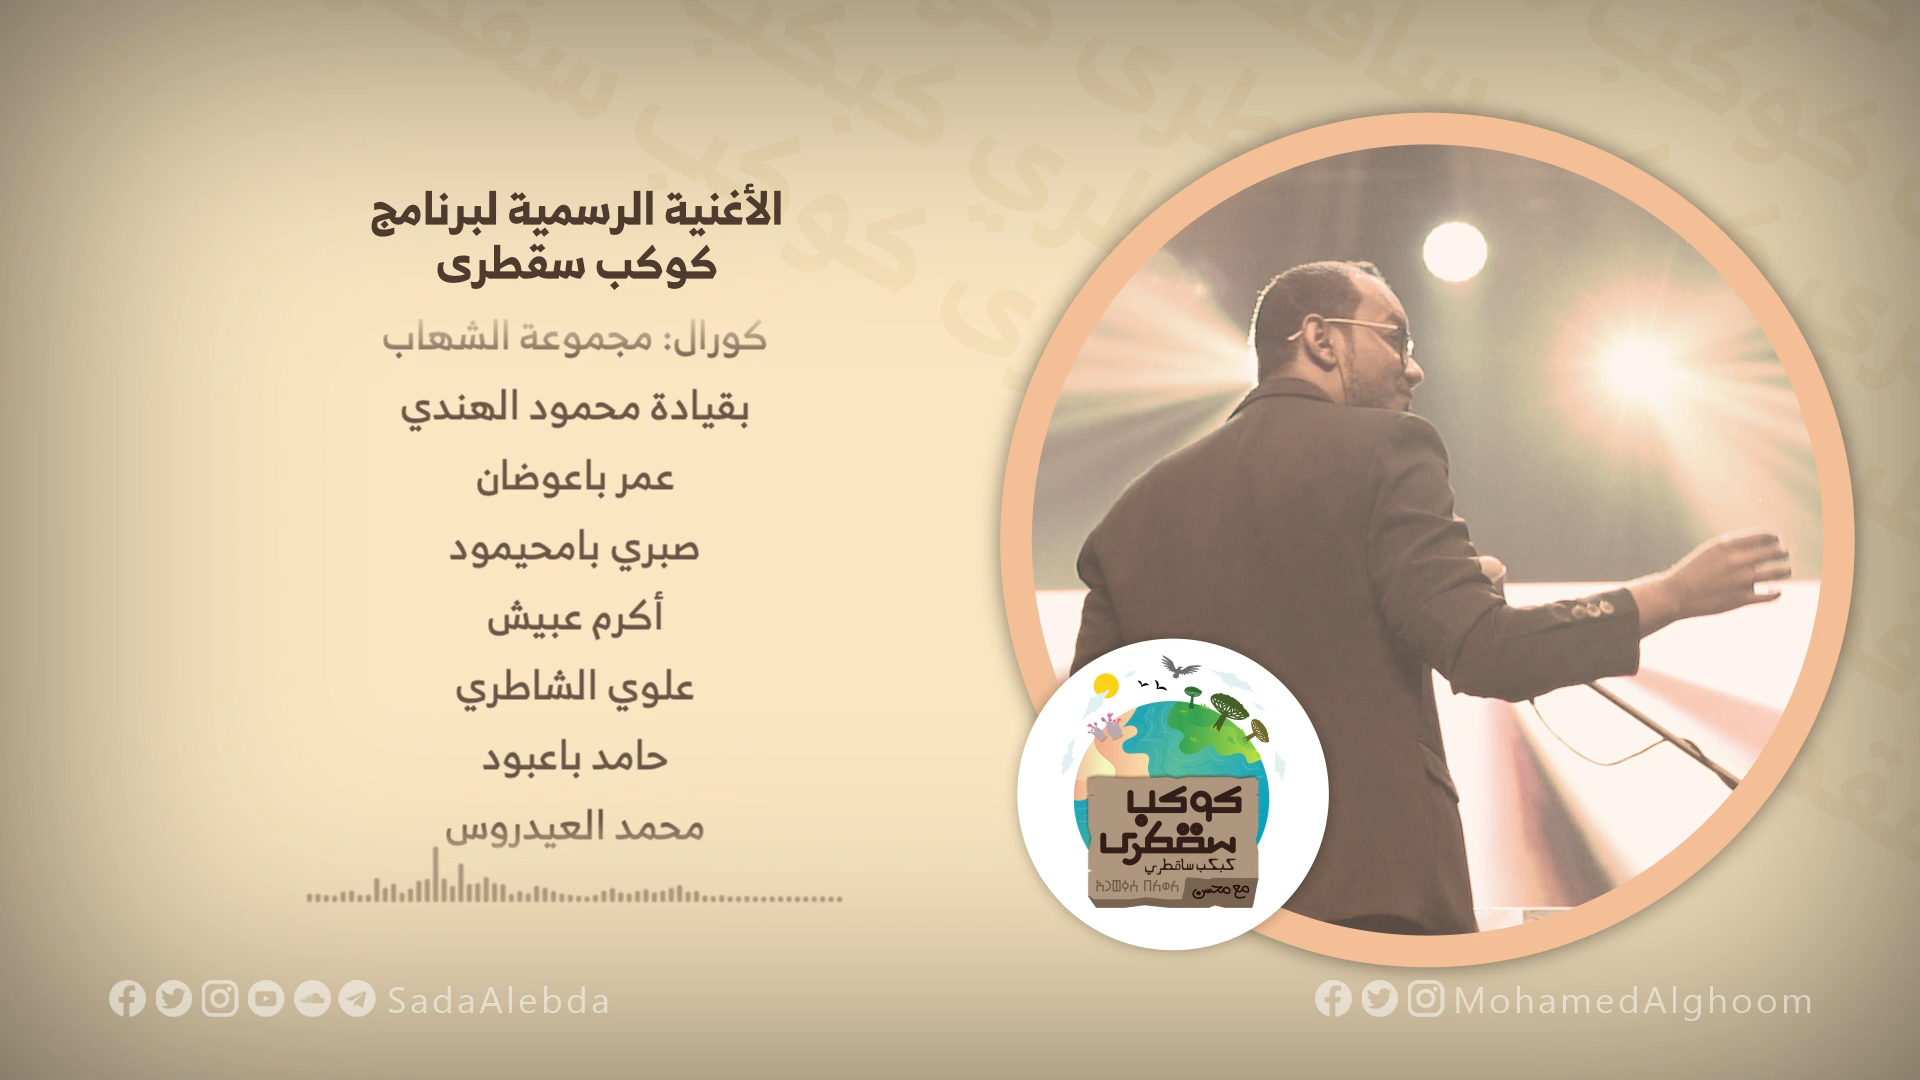 الأغنية الرسمية لبرنامج
كوكب سقطرى
كورال: مجموعة الشهاب
بقيادة محمود الهندي
عمر باعوضان
صبري بامحيمود
أكرم عبيش
علوي الشاطري
حامد باعبود
محمد العيدروس
كوكب
سقطرى
كبكب ساقطري
مع محسن
SadaAlebda
MohamedAlghoom